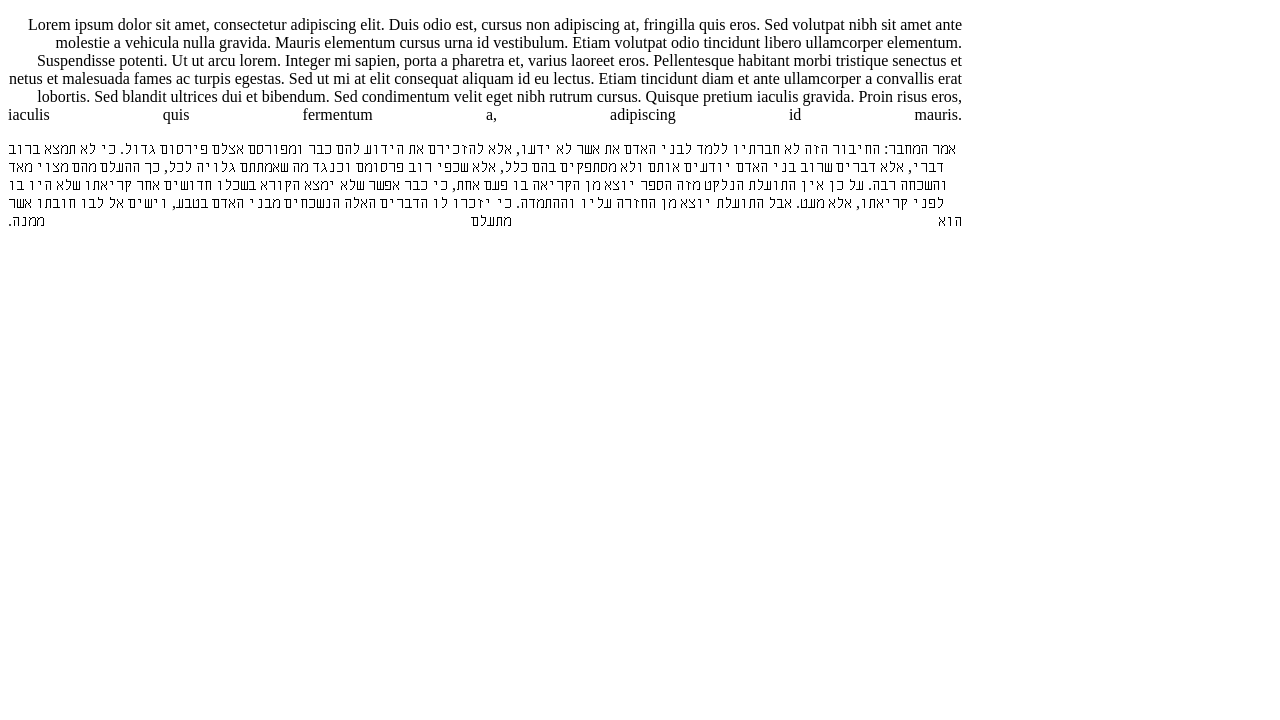 Lorem ipsum dolor sit amet, consectetur adipiscing elit. Duis odio est, cursus non adipiscing at, fringilla quis eros. Sed volutpat nibh sit amet ante
molestie a vehicula nulla gravida. Mauris elementum cursus urna id vestibulum. Etiam volutpat odio tincidunt libero ullamcorper elementum.
Suspendisse potenti. Ut ut arcu lorem. Integer mi sapien, porta a pharetra et, varius laoreet eros. Pellentesque habitant morbi tristique senectus et
netus et malesuada fames ac turpis egestas. Sed ut mi at elit consequat aliquam id eu lectus. Etiam tincidunt diam et ante ullamcorper a convallis erat
lobortis. Sed blandit ultrices dui et bibendum. Sed condimentum velit eget nibh rutrum cursus. Quisque pretium iaculis gravida. Proin risus eros,
iaculis quis fermentum a, adipiscing id mauris.
אמר המחבר: החיבור הזה לא חברתיו ללמד לבני האדם את אשר לא ידעו, אלא להזכירם את הידוע להם כבר ומפורסם אצלם פירסום גדול. כי לא תמצא ברוב
דברי, אלא דברים שרוב בני האדם יודעים אותם ולא מסתפקים בהם כלל, אלא שכפי רוב פרסומם וכנגד מה שאמתתם גלויה לכל, כך ההעלם מהם מצוי מאד
והשכחה רבה. על כן אין התועלת הנלקט מזה הספר יוצא מן הקריאה בו פעם אחת, כי כבר אפשר שלא ימצא הקורא בשכלו חדושים אחר קריאתו שלא היו בו
לפני קריאתו, אלא מעט. אבל התועלת יוצא מן החזרה עליו וההתמדה. כי יזכרו לו הדברים האלה הנשכחים מבני האדם בטבע, וישים אל לבו חובתו אשר
הוא מתעלם ממנה.